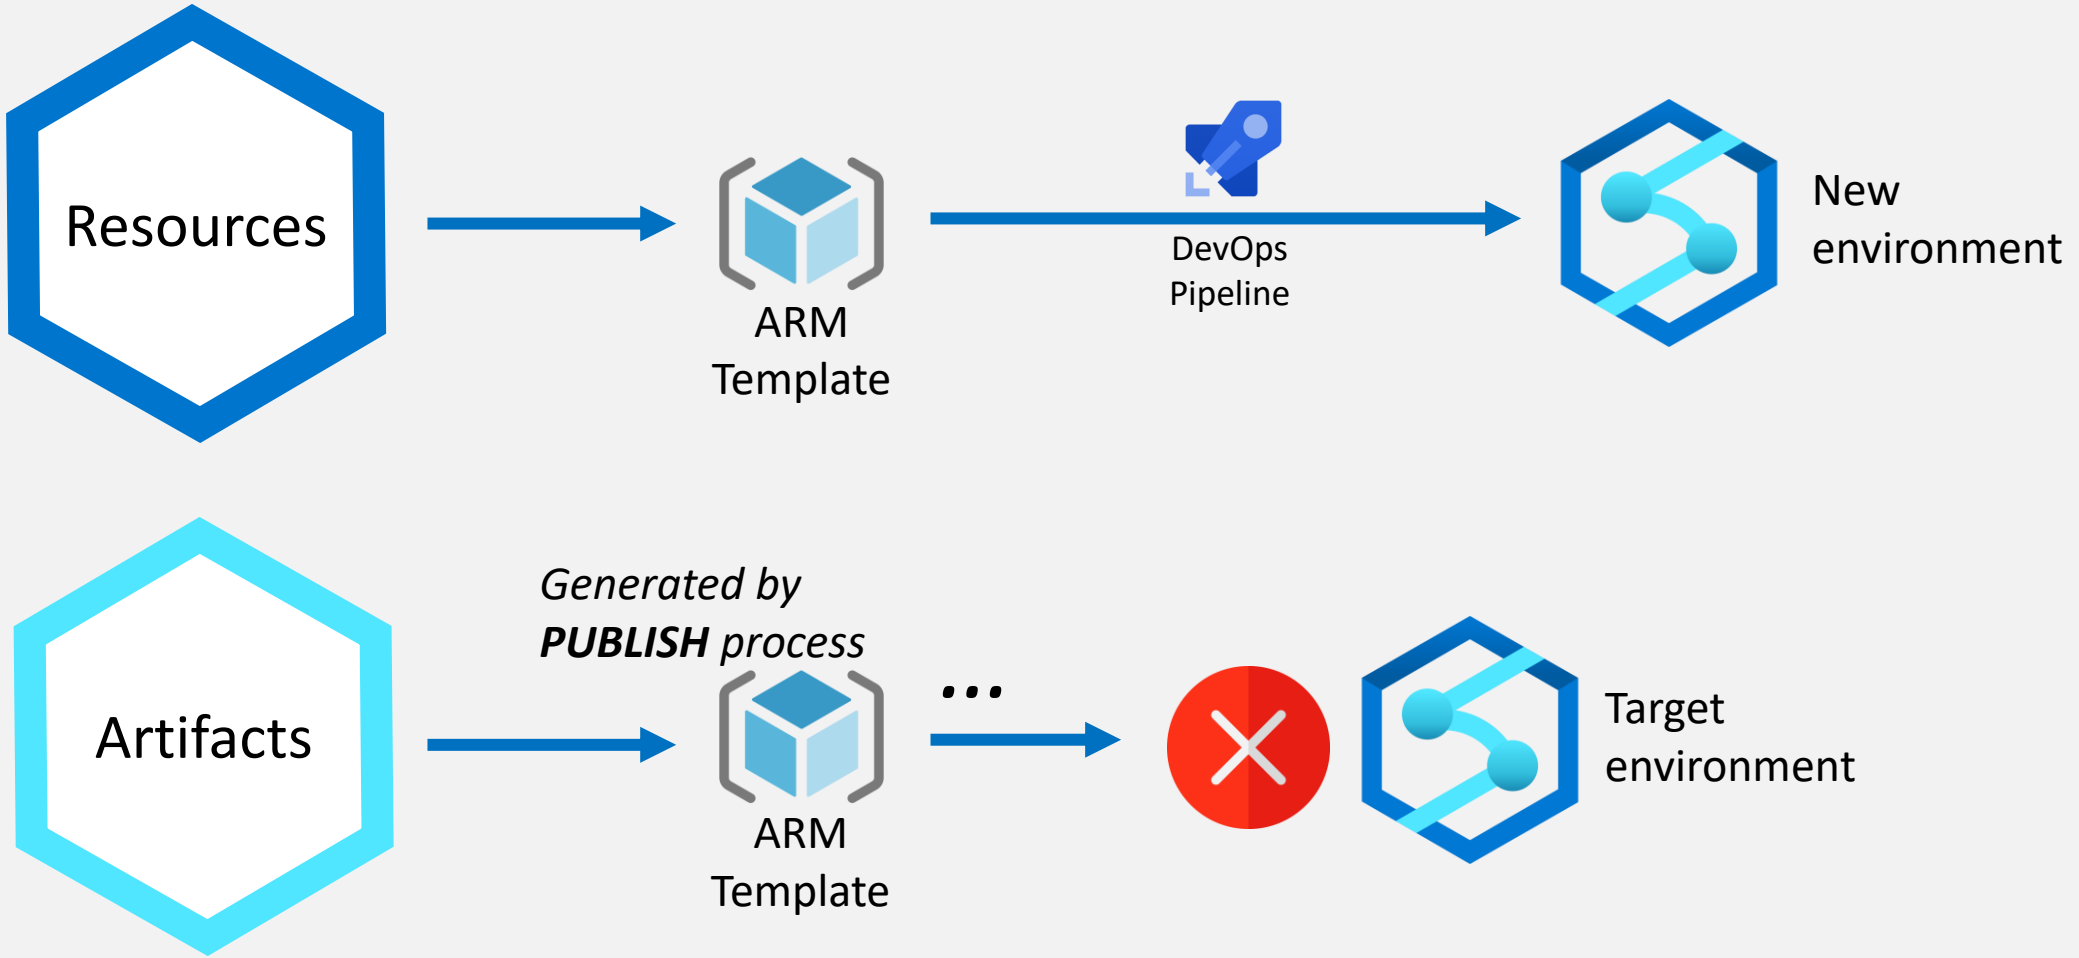 Resources
ARM
Template
DevOps
Pipeline
New
environment
Artifacts
Generated by
PUBLISH process
ARM
Template
...
Target
environment